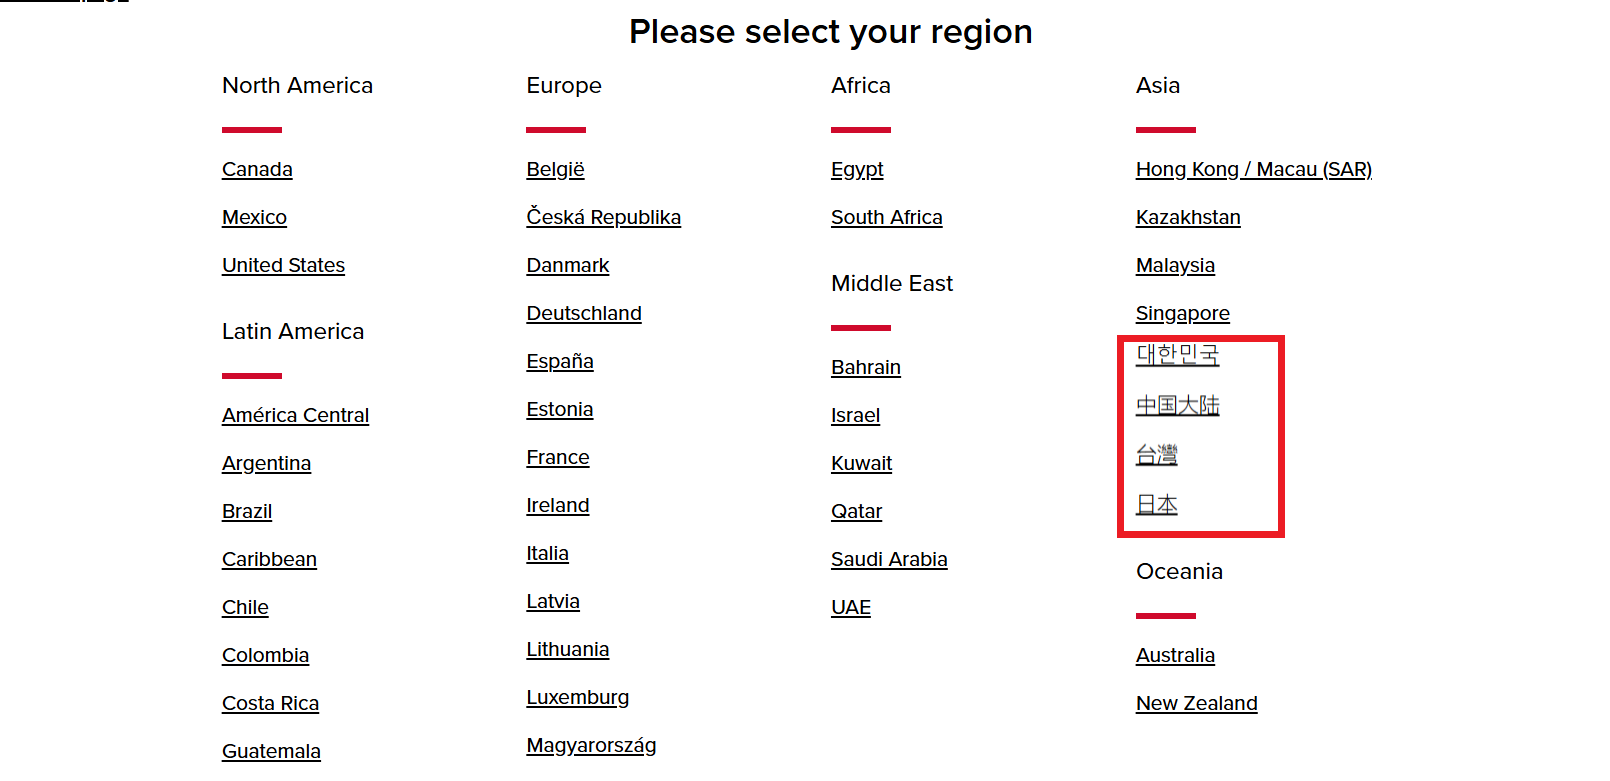 Please select your region
North America
Canada
Mexico
United States
Latin America
América Central
Argentina
Brazil
Caribbean
Chile
Colombia
Costa Rica
Guatemala
Europe
België
Česká Republika
Danmark
Deutschland
España
Estonia
France
Ireland
Italia
Latvia
Lithuania
Luxemburg
Magyarország
Africa
Egypt
South Africa
Middle East
Bahrain
Israel
Kuwait
Qatar
Saudi Arabia
UAE
Asia
Hong Kong / Macau (SAR)
Kazakhstan
Malaysia
Singapore
대한민국
中国大陆
台灣
日本
Oceania
Australia
New Zealand